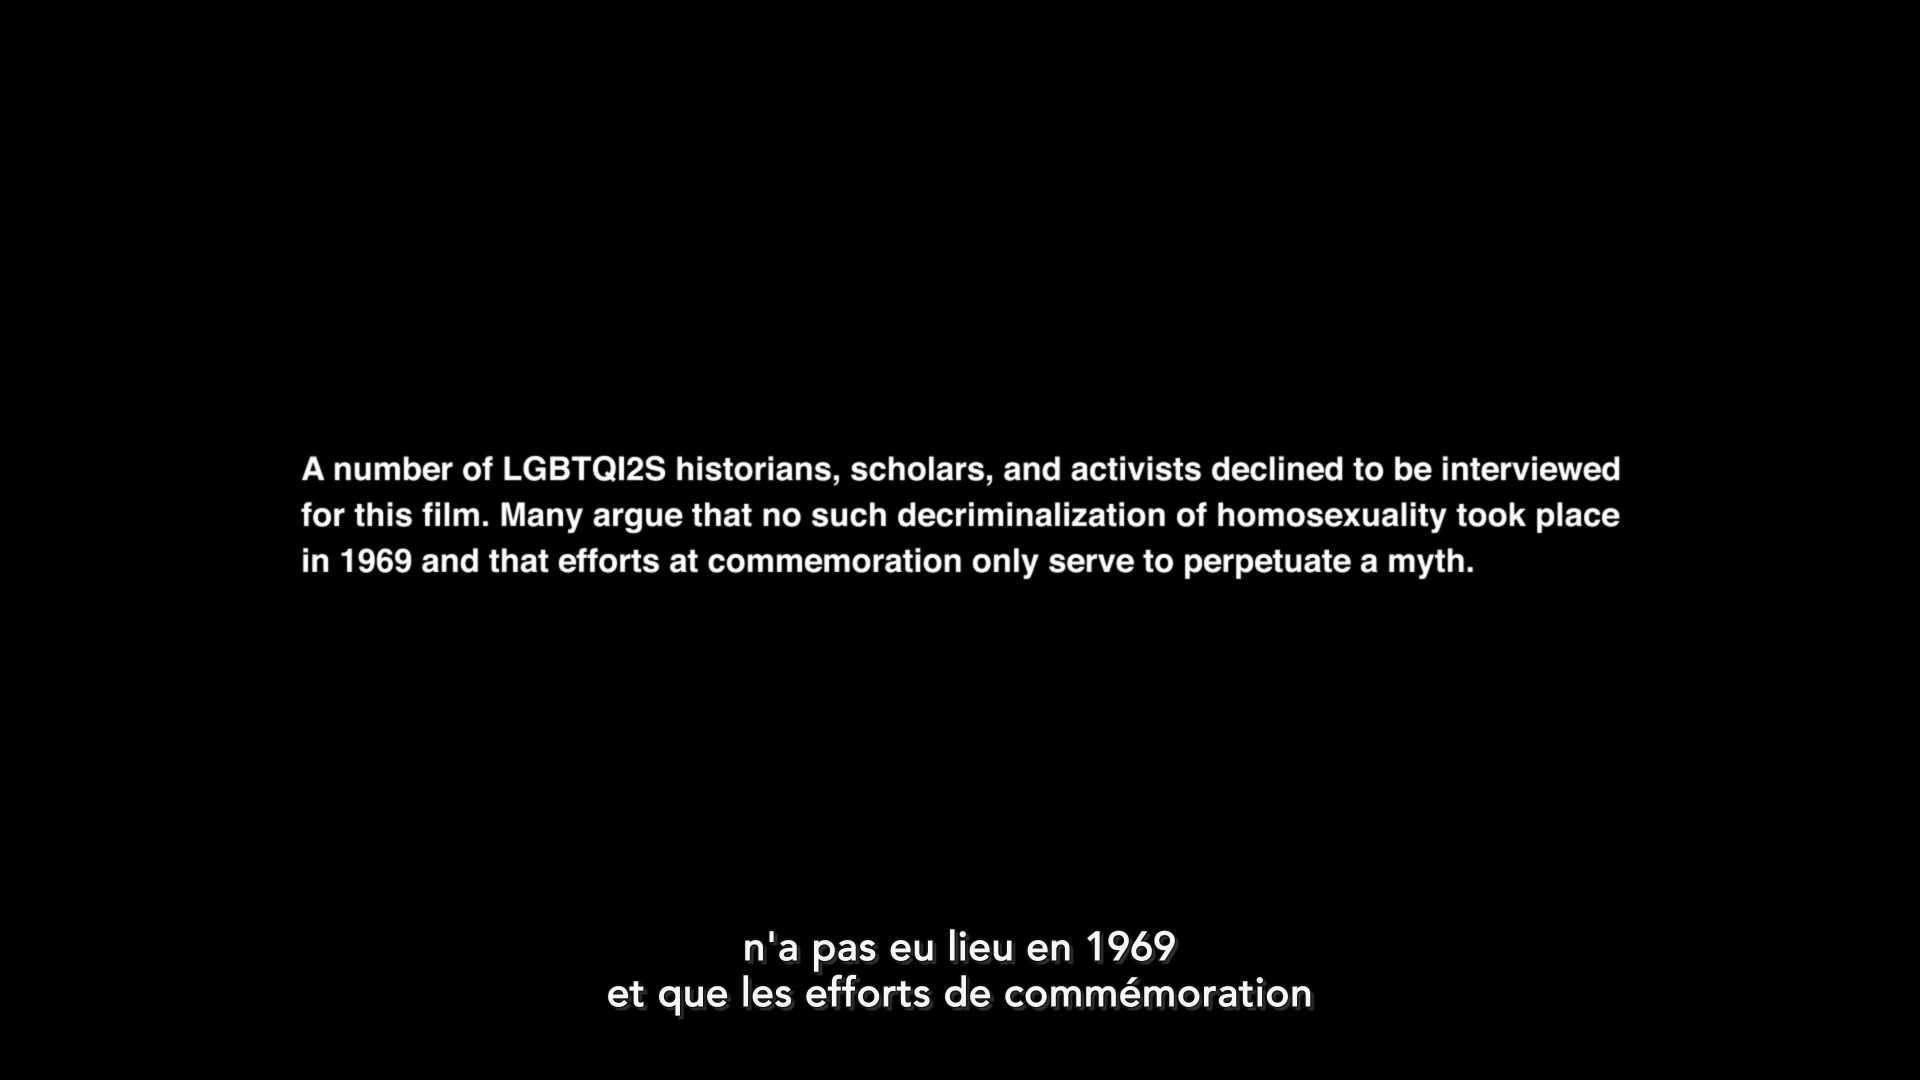 A number of LGBTQI2S historians, scholars, and activists declined to be interviewed
for this film. Many argue that no such decriminalization of homosexuality took place
in 1969 and that efforts at commemoration only serve to perpetuate a myth.
n'a pas eu lieu en 1969
et que les efforts de commémoration